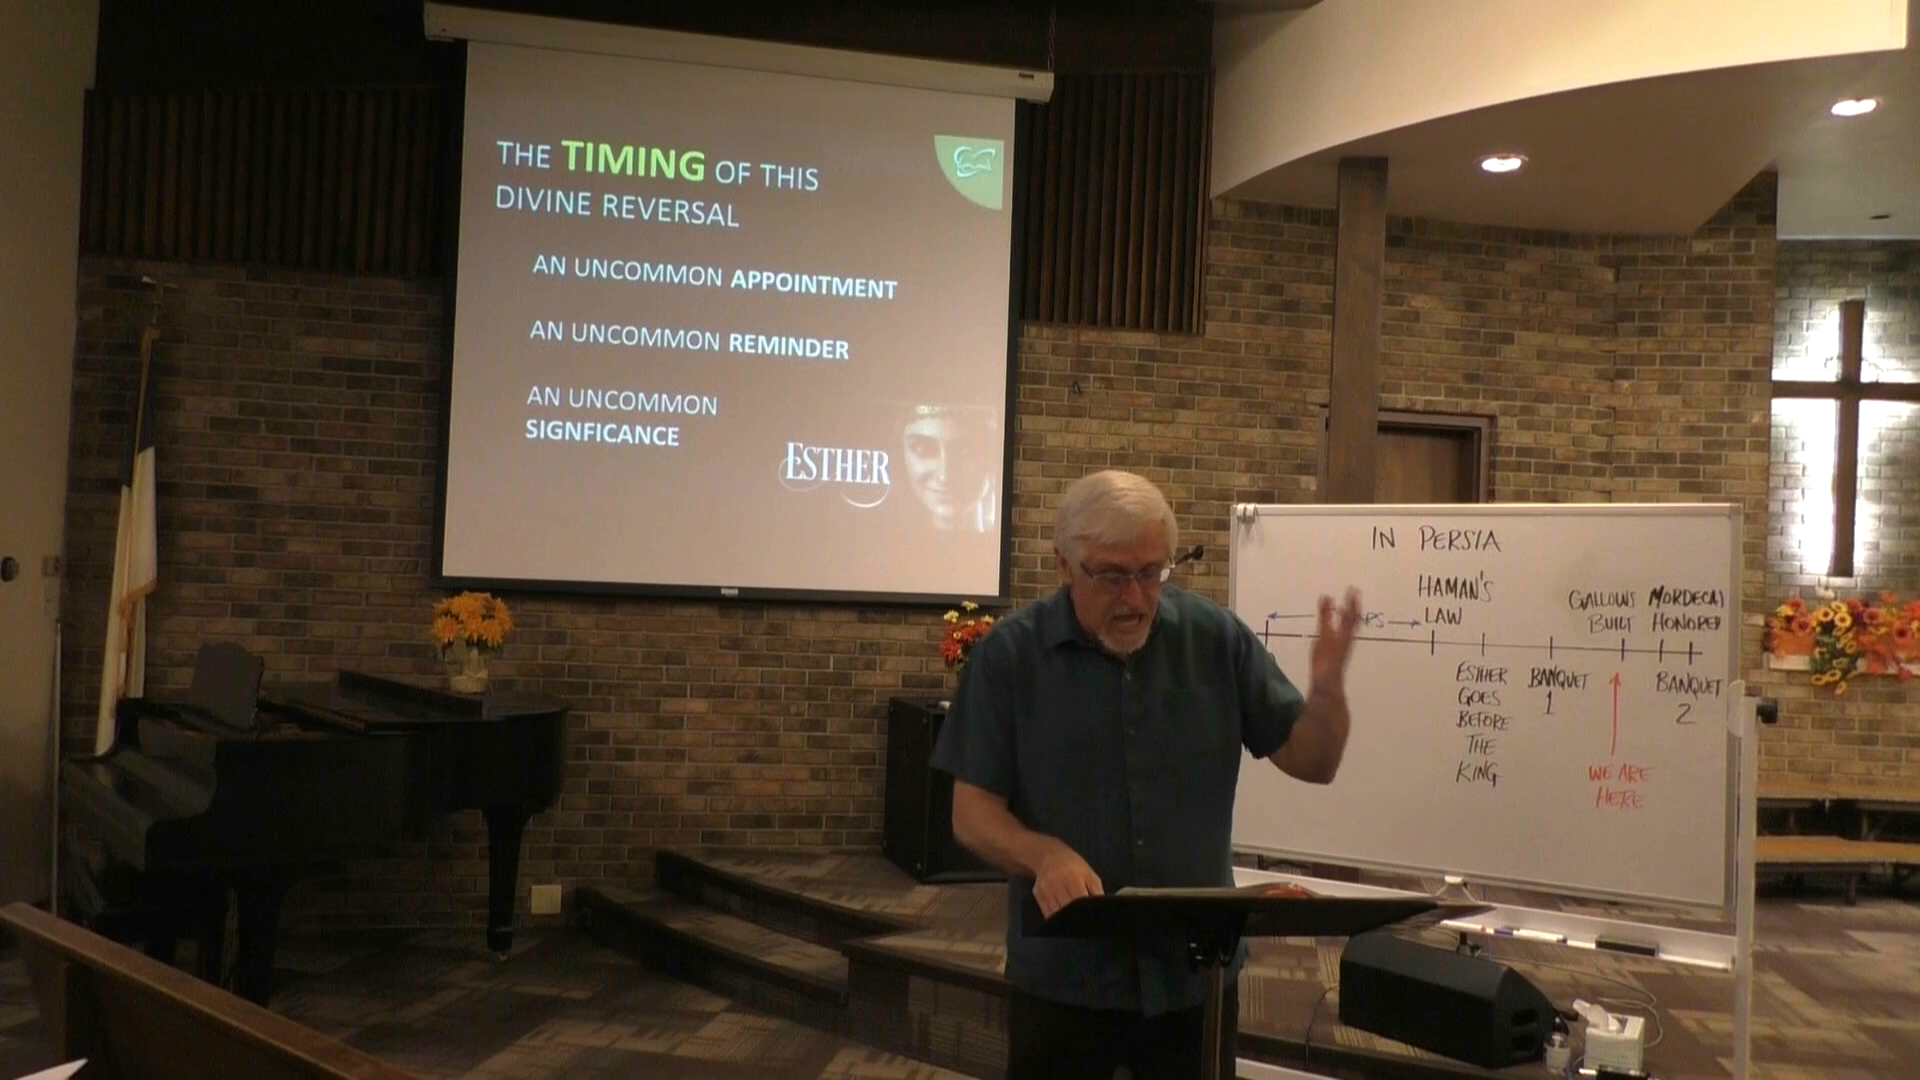 THE TIMING OF THIS
DIVINE REVERSAL
AN UNCOMMON APPOINTMENT
AN UNCOMMON REMINDER
AN UNCOMMON
SIGNFICANCE
ESTHER
IN PERSIA
HAMAN'S
LAW
GALLOWS
BUILT
MORDECAI
HONORED
ESTHER
GOES
BEFORE
THE
KING
BANQUET
1
BANQUET
2
WE ARE
HERE